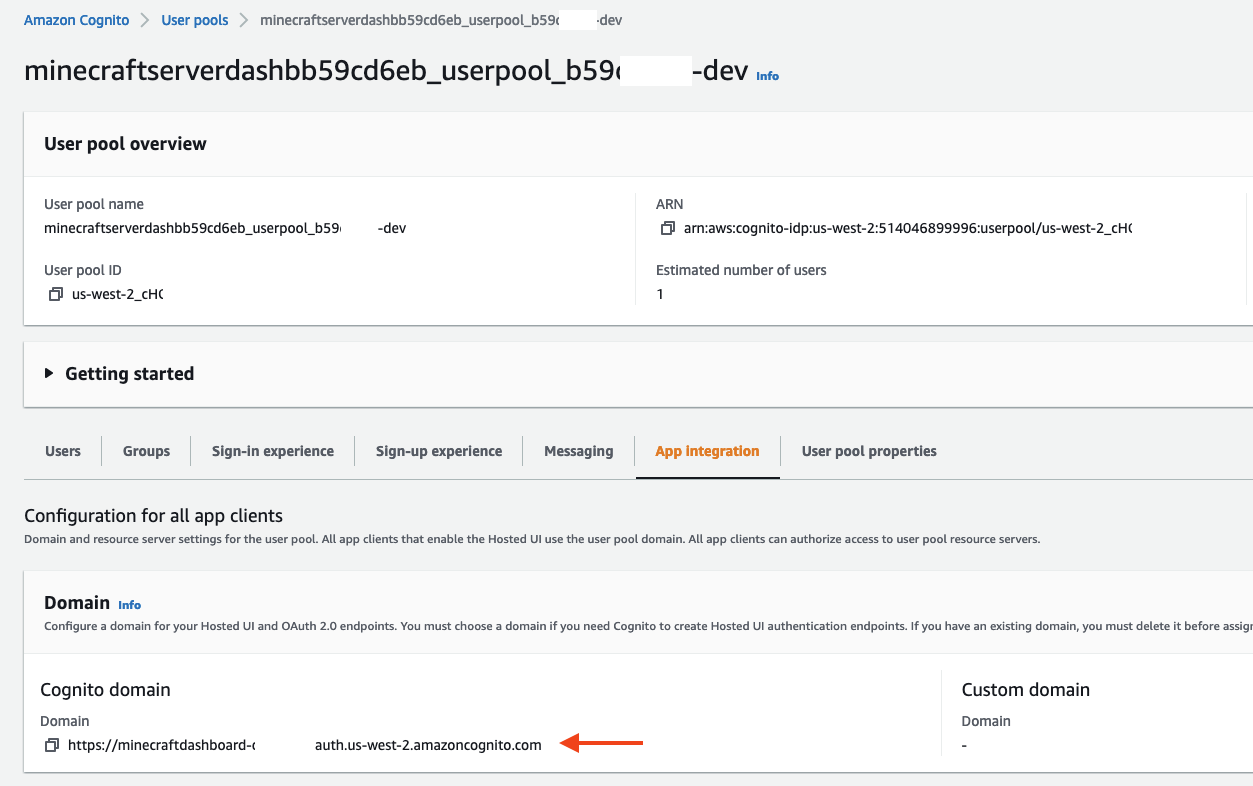 Amazon Cognito > User pools > minecraftserverdashbb59cd6eb_userpool_b59 -dev
minecraftserverdashbb59cd6eb_userpool_b59 -dev Info
User pool overview
User pool name
minecraftserverdashbb59cd6eb_userpool_b59 -dev
ARN
arn:aws:cognito-idp:us-west-2:514046899996:userpool/us-west-2_cH
User pool ID
us-west-2_cH
Estimated number of users
1
Getting started
Users Groups Sign-in experience Sign-up experience Messaging App integration User pool properties
Configuration for all app clients
Domain and resource server settings for the user pool. All app clients that enable the Hosted UI use the user pool domain. All app clients can authorize access to user pool resource servers.
Domain Info
Configure a domain for your Hosted UI and OAuth 2.0 endpoints. You must choose a domain if you need Cognito to create Hosted UI authentication endpoints. If you have an existing domain, you must delete it before assig
Cognito domain
Domain
https://minecraftdashboard- auth.us-west-2.amazoncognito.com
Custom domain
Domain
-